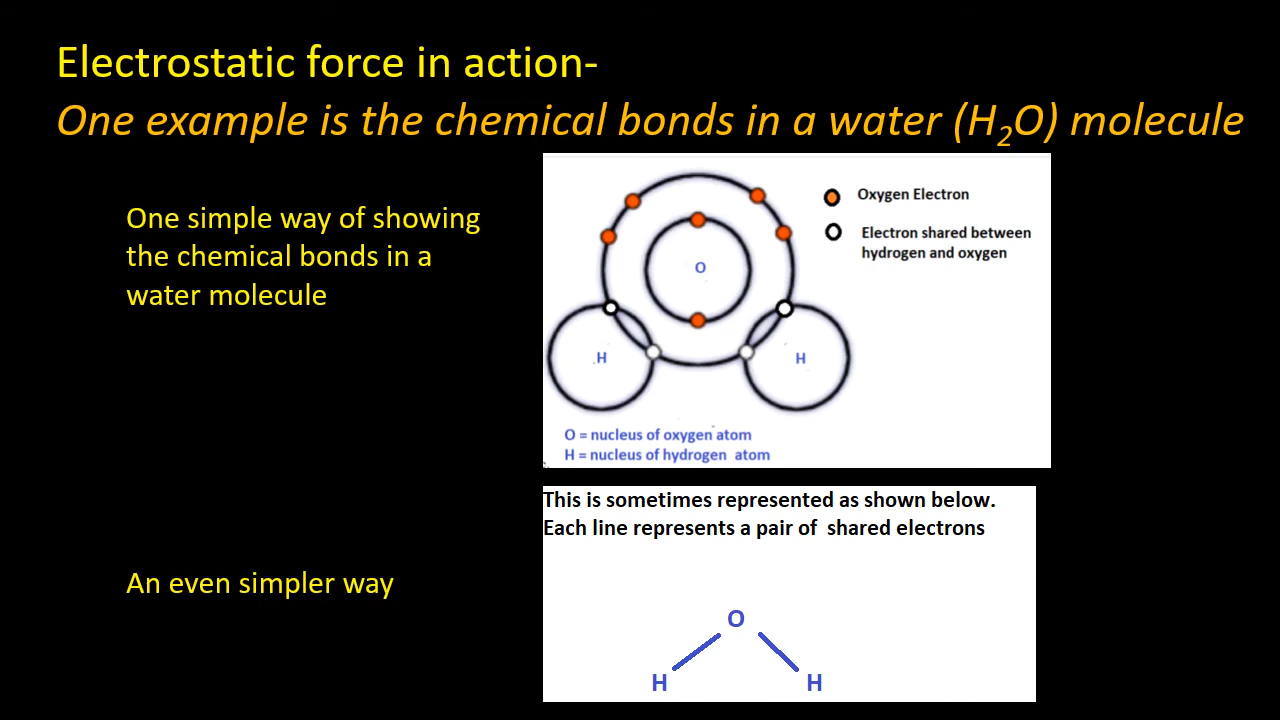 Electrostatic force in action-
One example is the chemical bonds in a water (H₂O) molecule
One simple way of showing
the chemical bonds in a
water molecule
Oxygen Electron
Electron shared between
hydrogen and oxygen
O
H
H
O = nucleus of oxygen atom
H = nucleus of hydrogen atom
This is sometimes represented as shown below.
Each line represents a pair of shared electrons
An even simpler way
O
H
H